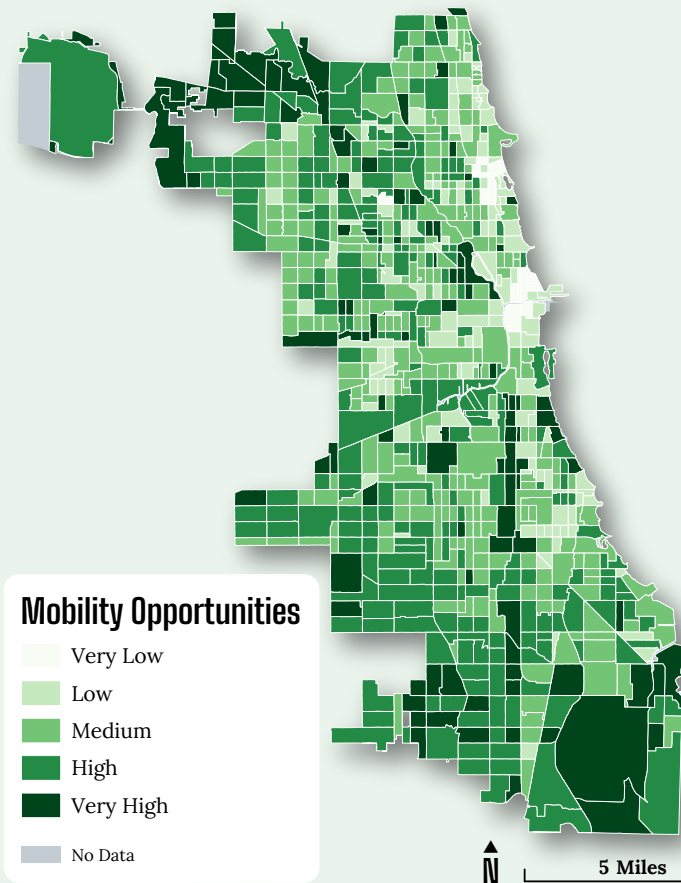 Mobility Opportunities
Very Low
Low
Medium
High
Very High
No Data
N
5 Miles